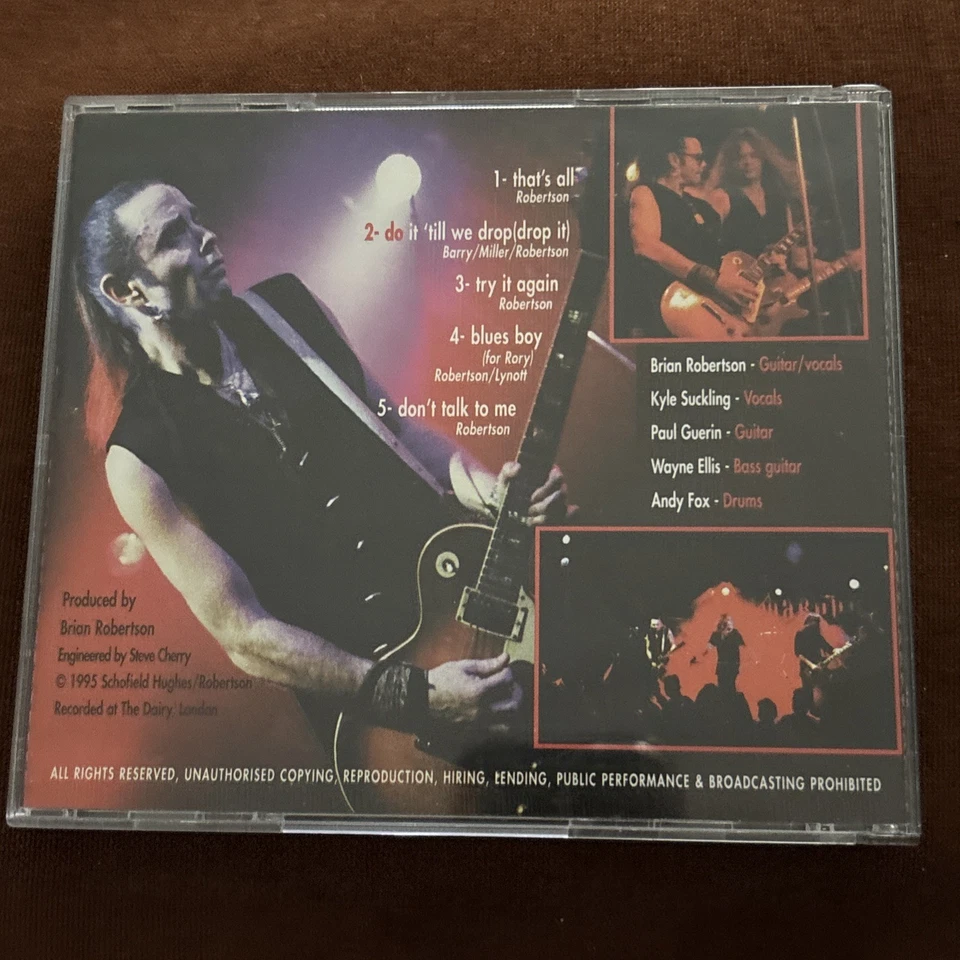 1- that's all
Robertson
2- do it 'till we drop(drop it)
Barry/Miller/Robertson
3- try it again
Robertson
4- blues boy
(for Rory)
Robertson/Lynott
5- don't talk to me
Robertson
Brian Robertson - Guitar/vocals
Kyle Suckling - Vocals
Paul Guerin - Guitar
Wayne Ellis - Bass guitar
Andy Fox - Drums
Produced by
Brian Robertson
Engineered by Steve Cherry
© 1995 Schofield Hughes/Robertson
Recorded at The Dairy, London
ALL RIGHTS RESERVED, UNAUTHORISED COPYING, REPRODUCTION, HIRING, LENDING, PUBLIC PERFORMANCE & BROADCASTING PROHIBITED